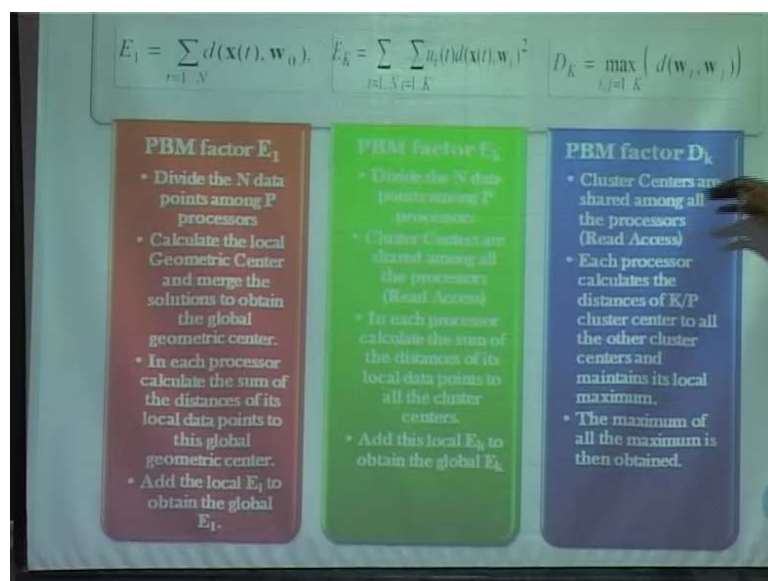 E₁ = ∑ d(x(t), w₀). t=1..N
E_K = ∑ ∑ uᵢ(t)d(x(t), wᵢ)² t=1..N i=1..K
D_K = max ( d(wᵢ, wⱼ)) i,j=1..K
PBM factor E₁
• Divide the N data
points among P
processors
• Calculate the local
Geometric Center
and merge the
solutions to obtain
the global
geometric center.
• In each processor
calculate the sum of
the distances of its
local data points to
this global
geometric center.
• Add the local E₁ to
obtain the global
E₁.
PBM factor Eₖ
• Divide the N data
points among P
processors
• Cluster Centers are
shared among all
the processors
(Read Access)
• In each processor
calculate the sum of
the distances of its
local data points to
all the cluster
centers.
• Add this local Eₖ to
obtain the global Eₖ
PBM factor Dₖ
• Cluster Centers are
shared among all
the processors
(Read Access)
• Each processor
calculates the
distances of K/P
cluster center to all
the other cluster
centers and
maintains its local
maximum.
• The maximum of
all the maximum is
then obtained.